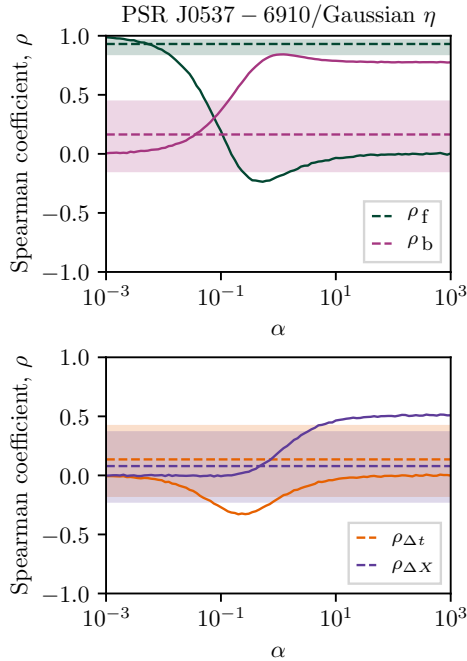 PSR J0537 − 6910/Gaussian η
Spearman coefficient, ρ
1.0
0.5
0.0
−0.5
−1.0
ρ f
ρ b
10⁻³ 10⁻¹ 10¹ 10³
α
Spearman coefficient, ρ
1.0
0.5
0.0
−0.5
−1.0
ρΔt
ρΔX
10⁻³ 10⁻¹ 10¹ 10³
α